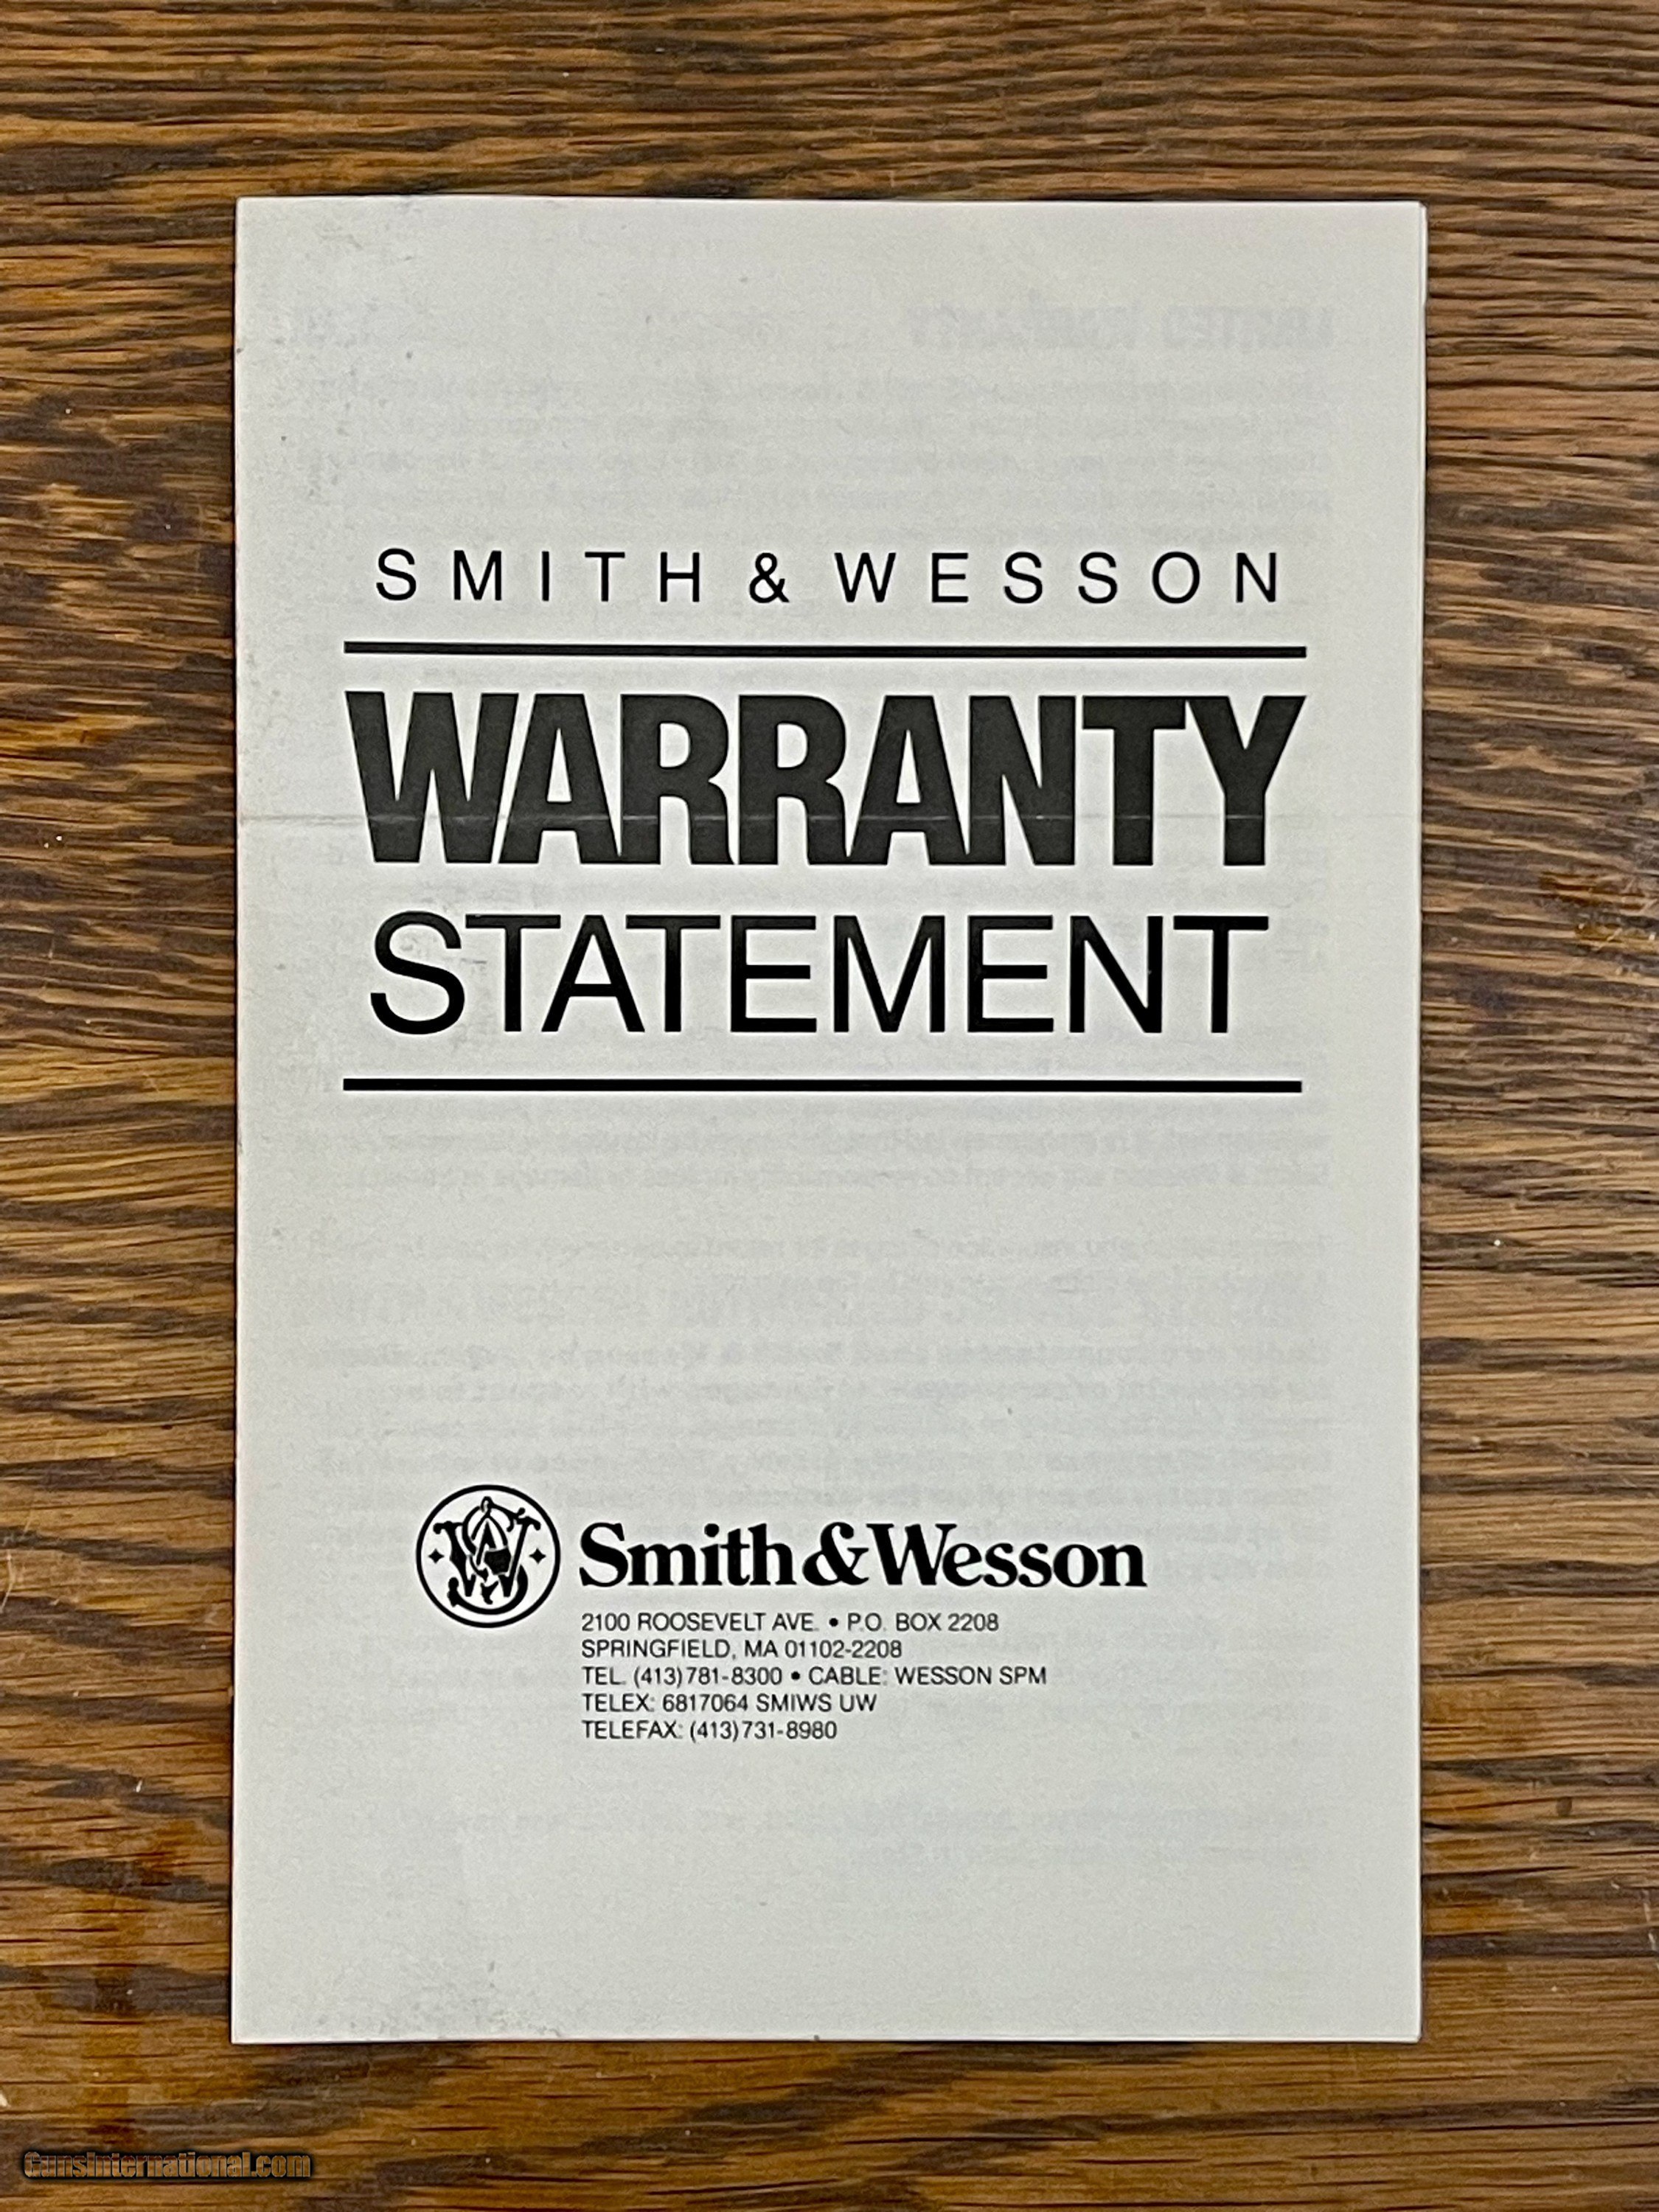 SMITH & WESSON
WARRANTY
STATEMENT
Smith&Wesson
2100 ROOSEVELT AVE. • P.O. BOX 2208
SPRINGFIELD, MA 01102-2208
TEL. (413) 781-8300 • CABLE: WESSON SPM
TELEX: 6817064 SMIWS UW
TELEFAX: (413) 731-8980
GunsInternational.com